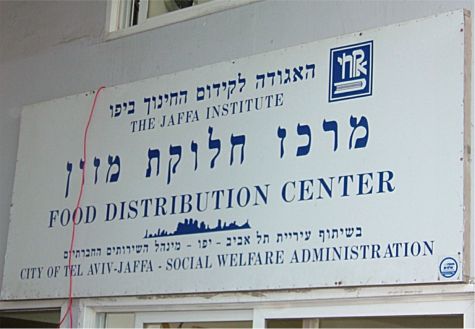 האגודה לקידום החינוך ביפו
THE JAFFA INSTITUTE
מרכז חלוקת מזון
FOOD DISTRIBUTION CENTER
בשיתוף עיריית תל אביב - יפו - מינהל השירותים החברתיים
CITY OF TEL AVIV-JAFFA - SOCIAL WELFARE ADMINISTRATION